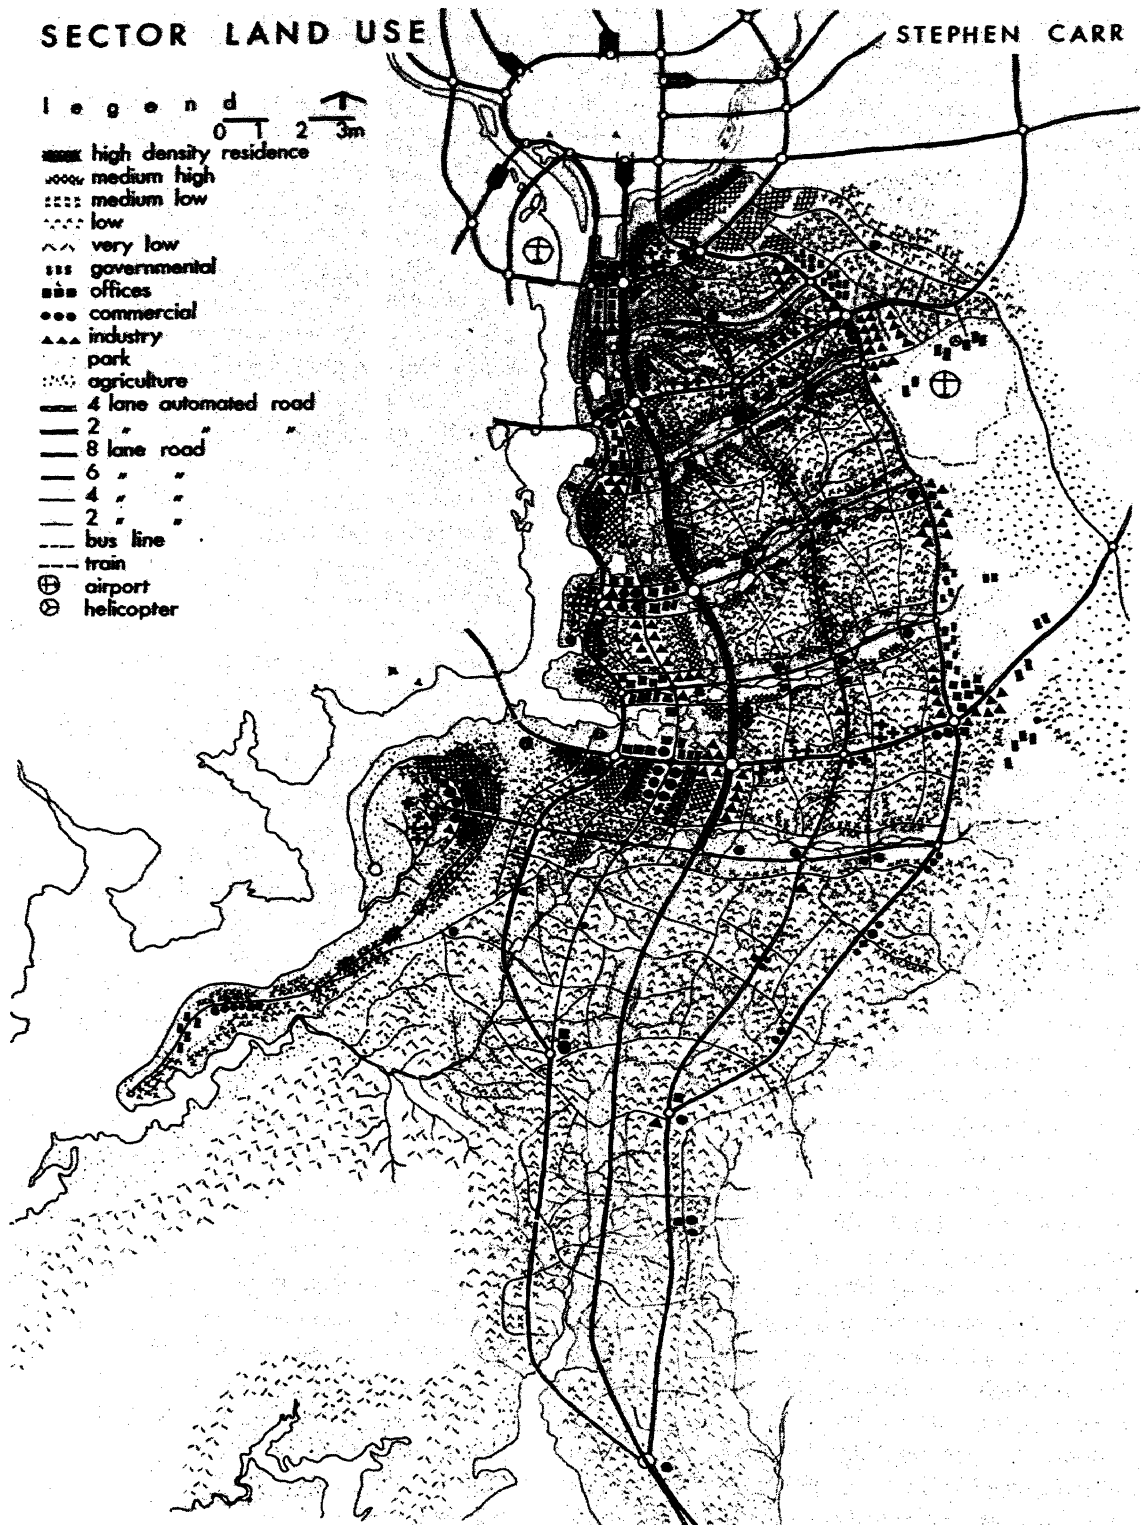 SECTOR LAND USE
STEPHEN CARR
legend
0 1 2 3m
high density residence
medium high
medium low
low
very low
governmental
offices
commercial
industry
park
agriculture
4 lane automated road
2 " " "
8 lane road
6 " "
4 " "
2 " "
bus line
train
airport
helicopter